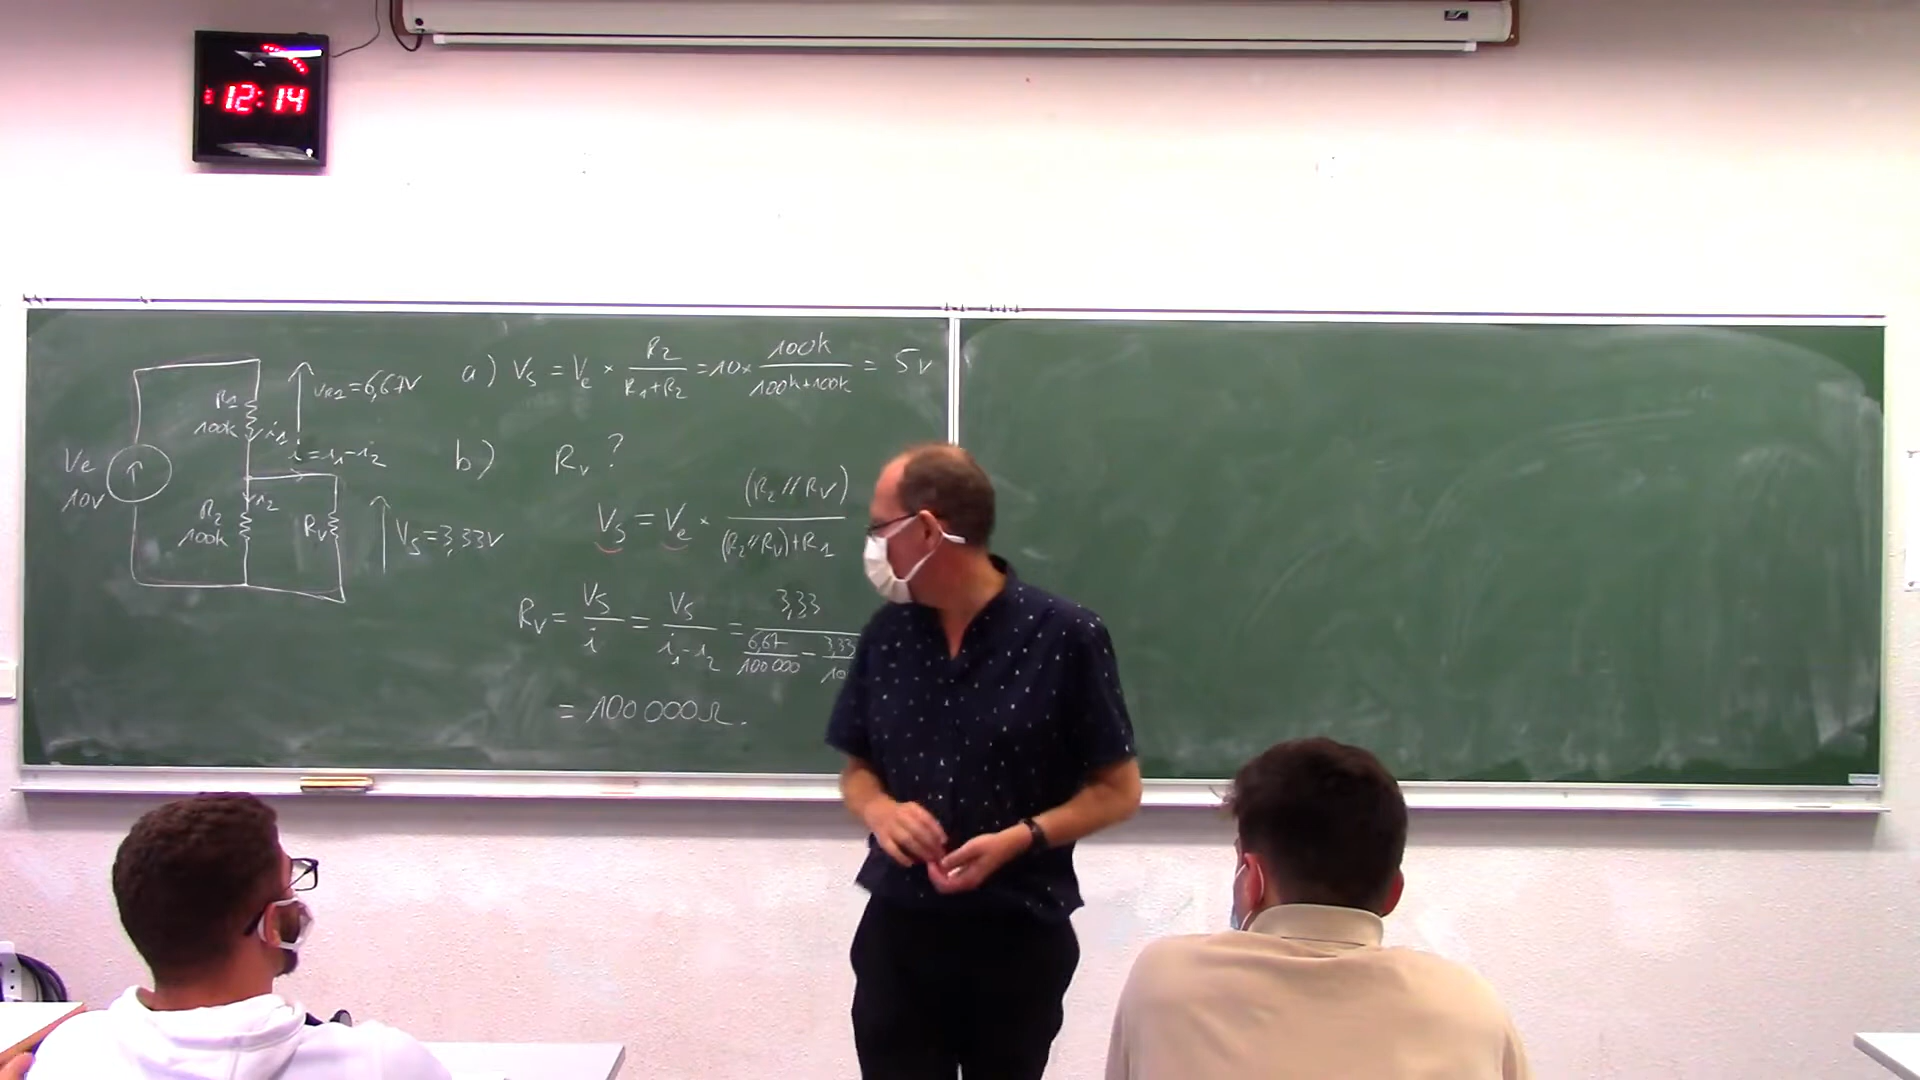 12:14
R1
100k
i1
VR1=6,67V
i=i1-i2
Ve
10V
i2
R2
100k
Rv
Vs=3,33V
a) Vs = Ve × R2/(R1+R2) = 10 × 100k/(100k+100k) = 5V
b) Rv ?
Vs = Ve × (R2//Rv)/((R2//Rv)+R1
Rv = Vs/i = Vs/(i1-i2) = 3,33/(6,67/100000 - 3,33/10
= 100 000 Ω.